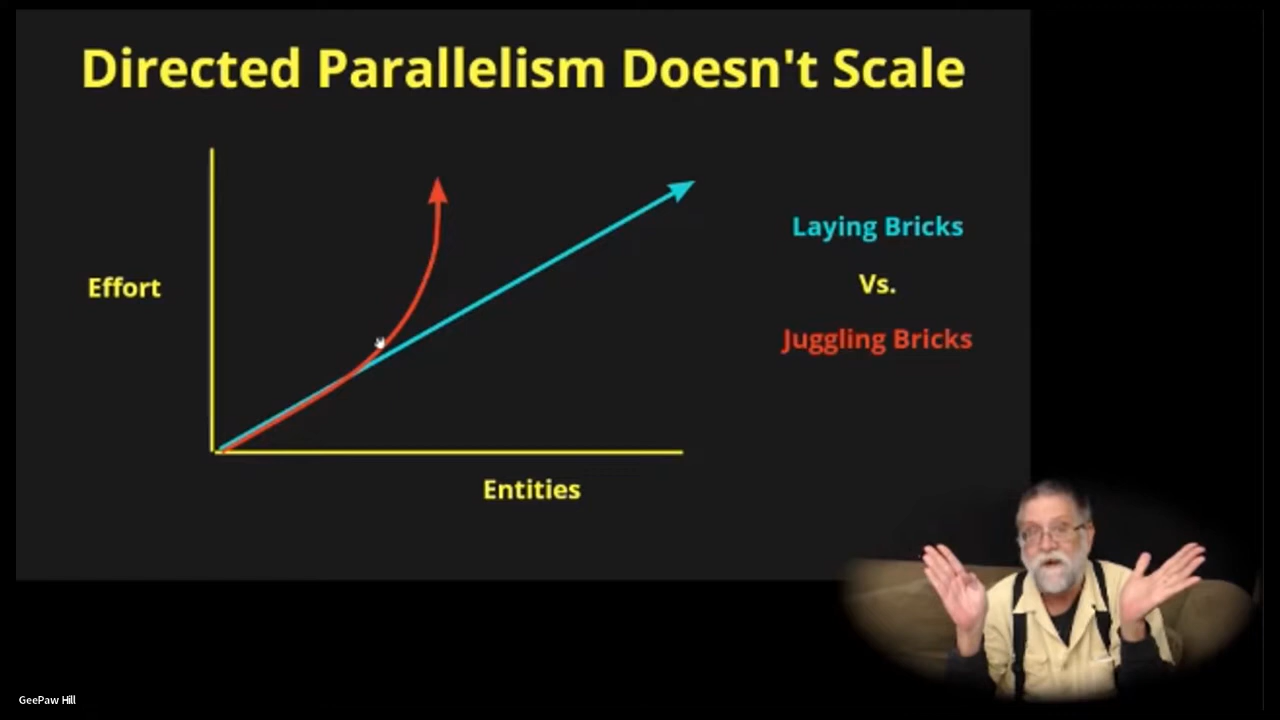 Directed Parallelism Doesn't Scale
Effort
Entities
Laying Bricks
Vs.
Juggling Bricks
GeePaw Hill